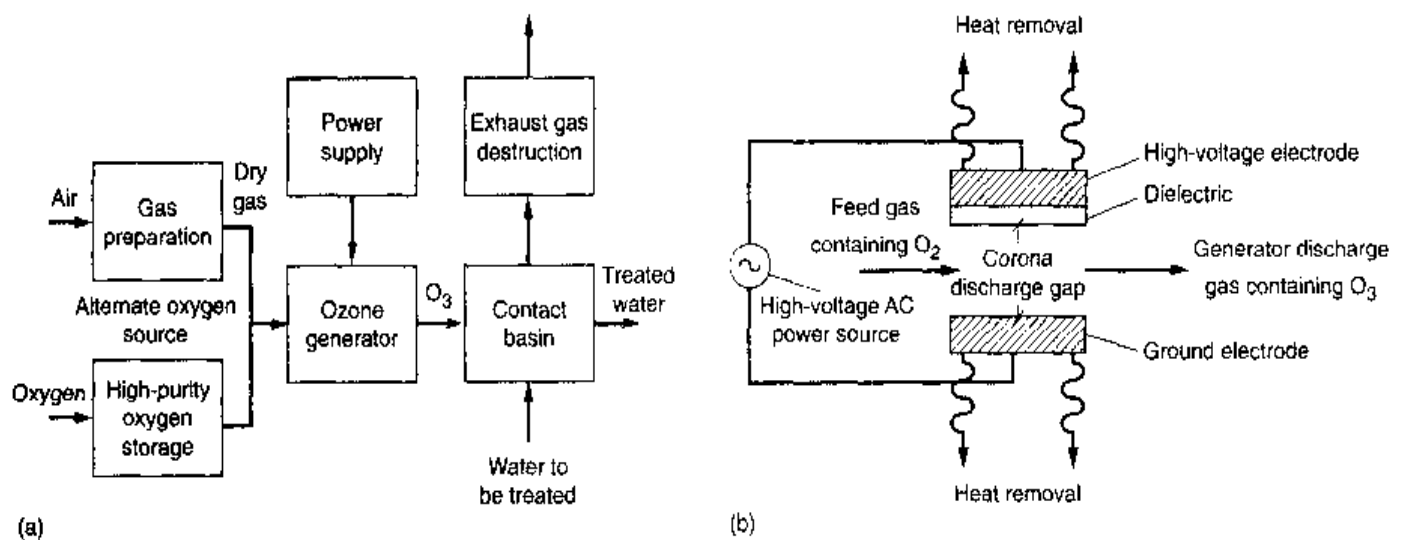 Air
Gas
preparation
Dry
gas
Alternate oxygen
source
Oxygen
High-purity
oxygen
storage
Power
supply
Ozone
generator
O₃
Exhaust gas
destruction
Contact
basin
Treated
water
Water to
be treated
(a)
Heat removal
High-voltage electrode
Dielectric
Feed gas
containing O₂
Corona
discharge gap
Generator discharge
gas containing O₃
High-voltage AC
power source
Ground electrode
Heat removal
(b)